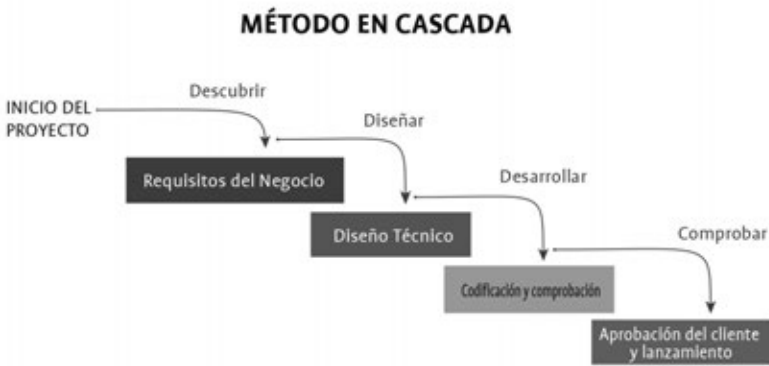 MÉTODO EN CASCADA
Descubrir
INICIO DEL
PROYECTO
Diseñar
Requisitos del Negocio
Desarrollar
Diseño Técnico
Comprobar
Codificación y comprobación
Aprobación del cliente
y lanzamiento